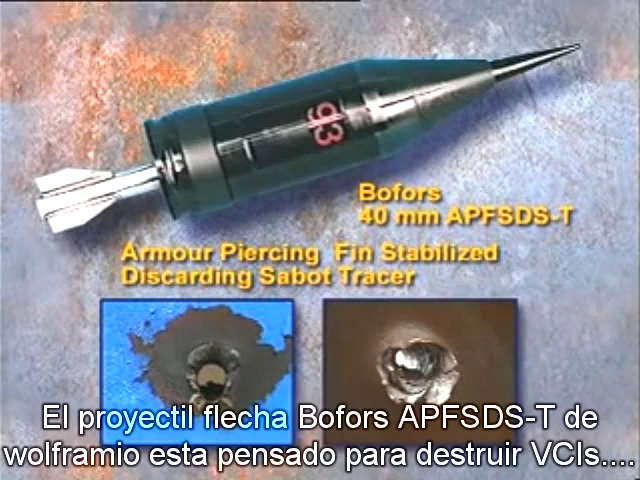 93
Bofors
40 mm APFSDS-T
Armour Piercing Fin Stabilized
Discarding Sabot Tracer
El proyectil flecha Bofors APFSDS-T de
wolframio esta pensado para destruir VCIs....